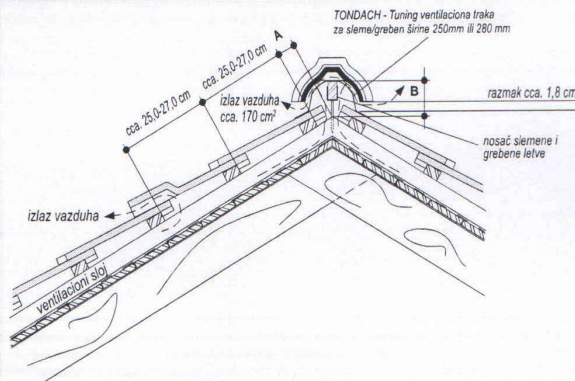 TONDACH - Tuning ventilaciona traka
za sleme/greben širine 250mm ili 280 mm
A
cca. 25,0-27,0 cm
cca. 25,0-27,0 cm
izlaz vazduha
cca. 170 cm²
B
razmak cca. 1,8 cm
nosač slemene i
grebene letve
izlaz vazduha
ventilacioni sloj